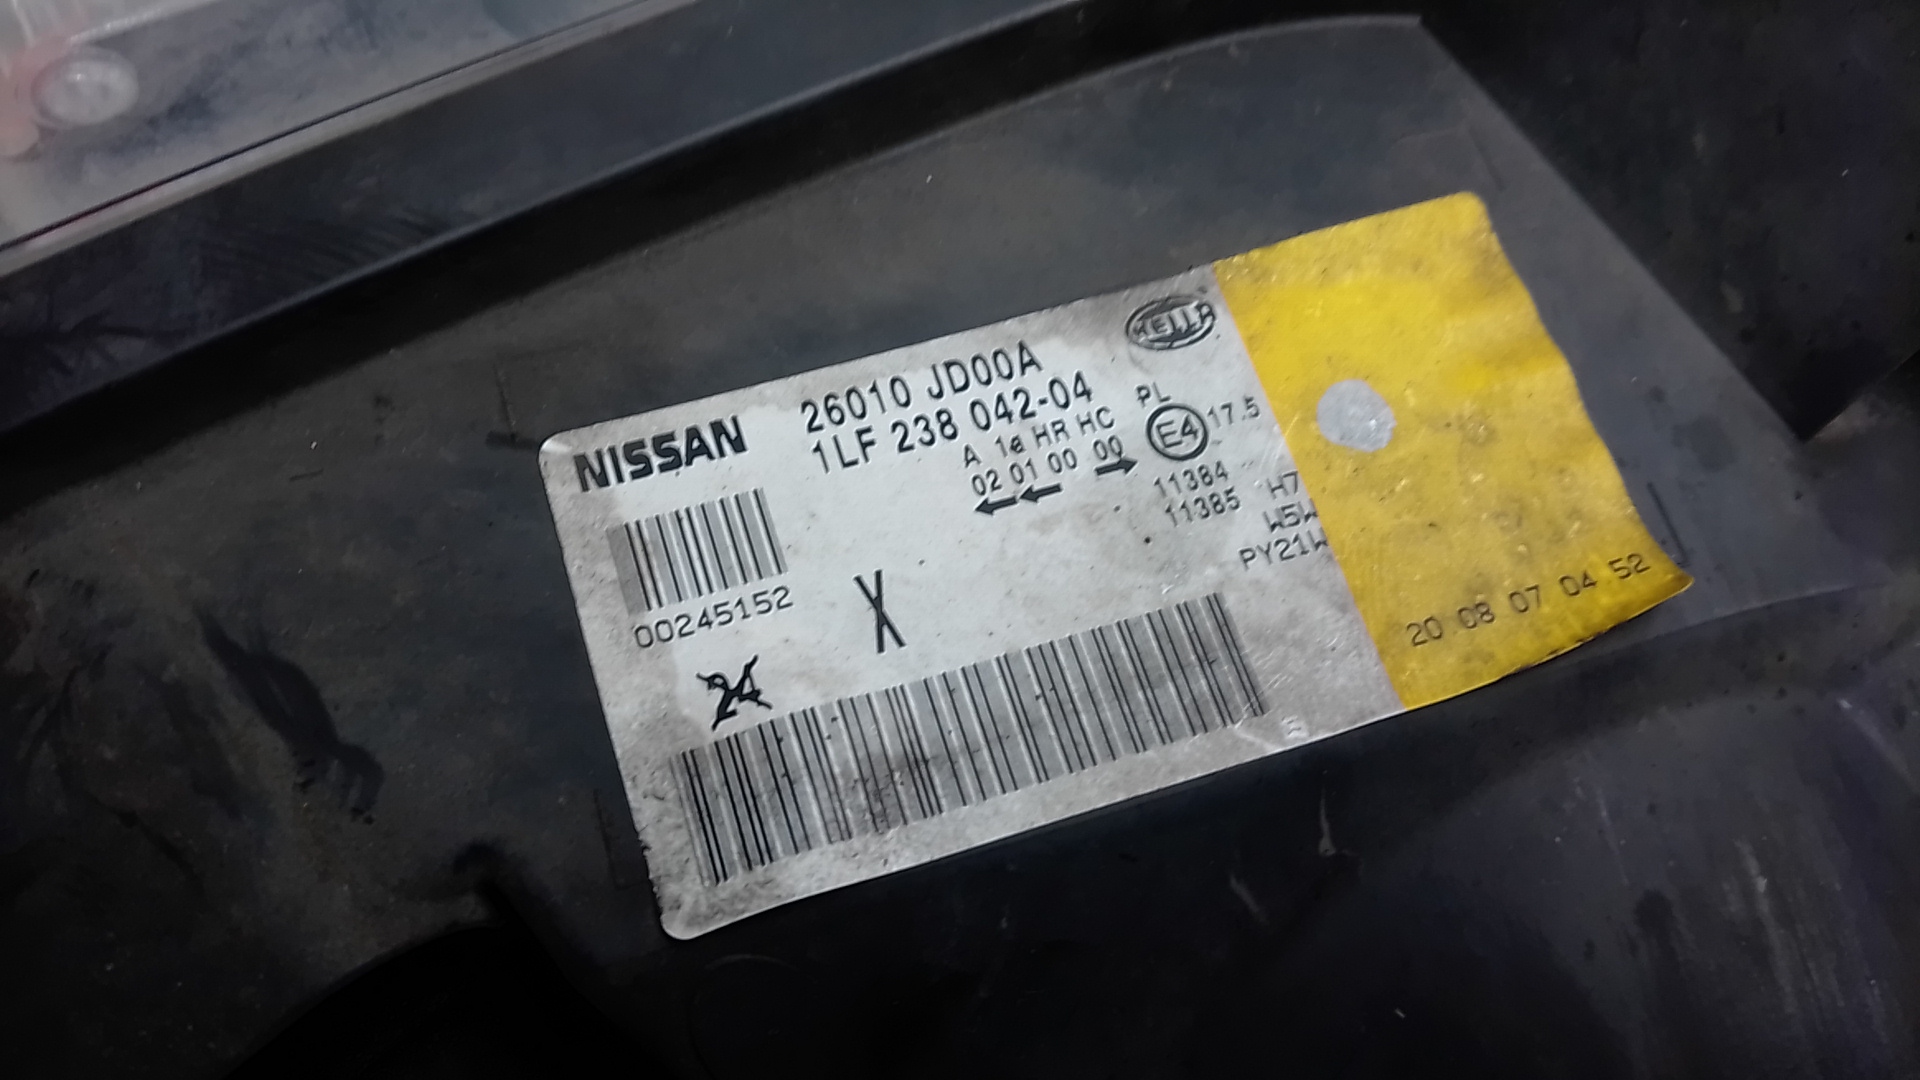 NISSAN
26010 JD00A
1LF 238 042-04
HELLA
A 1a HR HC
02 01 00 00
PL
E4
17.5
11384
11385
H7
W5W
PY21W
00245152
X
24
20 08 07 04 52